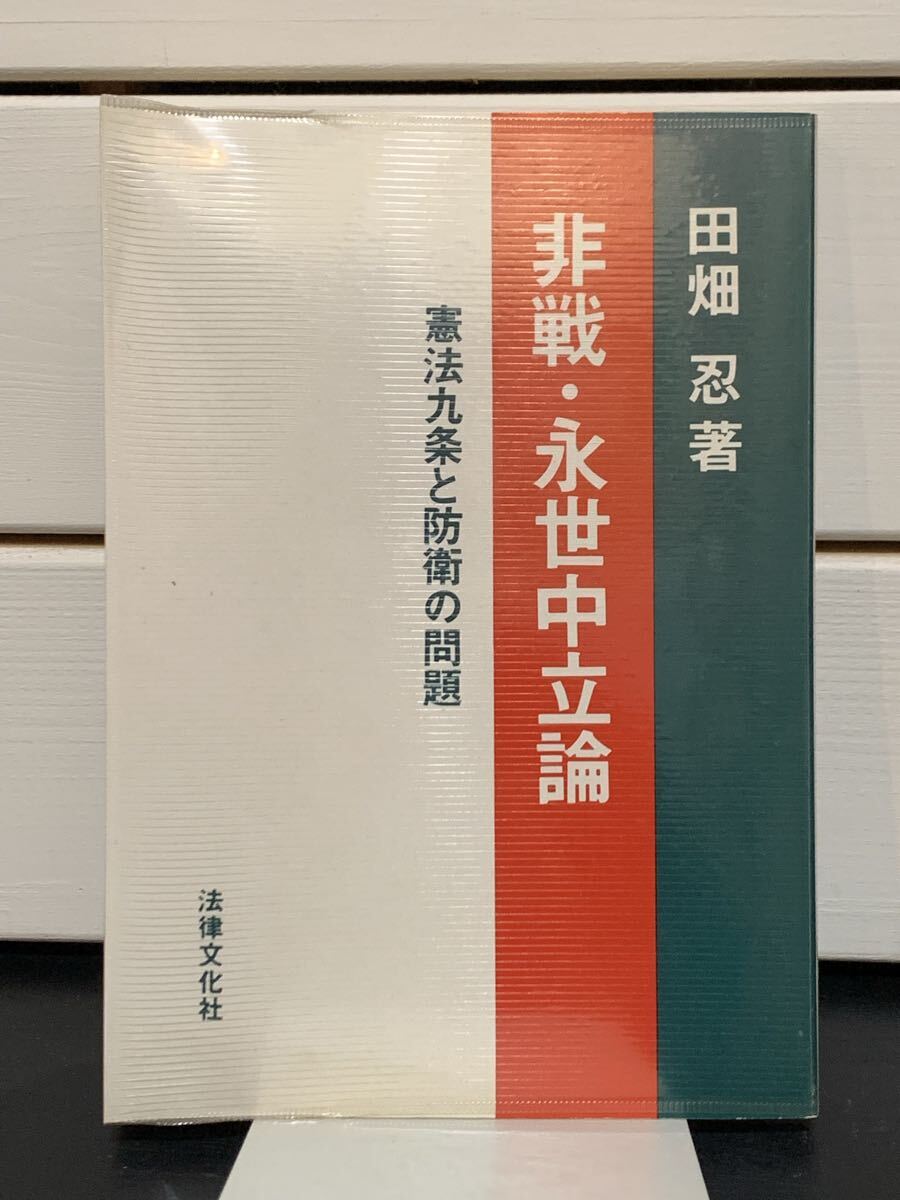 田畑 忍著
非戦・永世中立論
憲法九条と防衛の問題
法律文化社